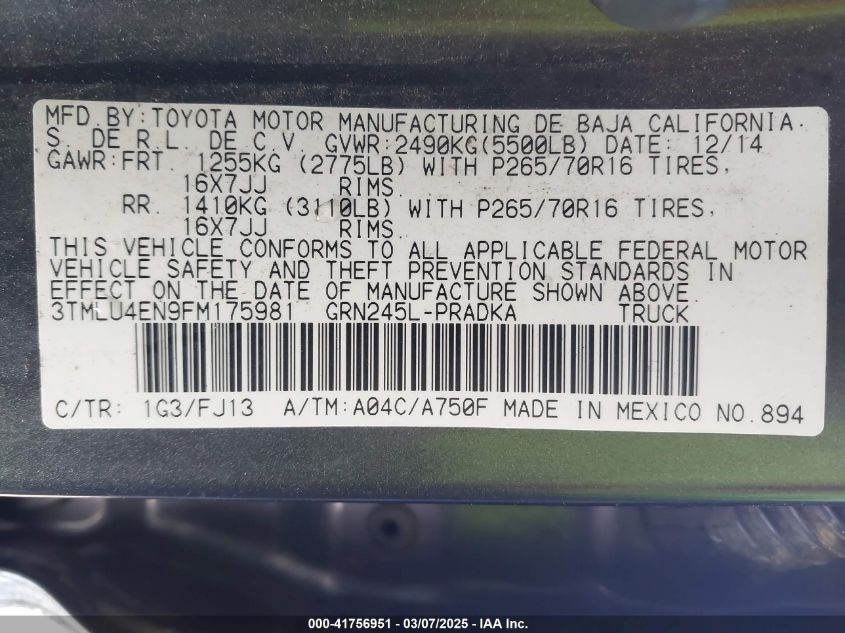 MFD BY: TOYOTA MOTOR MANUFACTURING DE BAJA CALIFORNIA
S. DE R.L. DE C.V. GVWR: 2490KG(5500LB) DATE: 12/14
GAWR: FRT. 1255KG (2775LB) WITH P265/70R16 TIRES,
16X7JJ RIMS.
RR. 1410KG (3110LB) WITH P265/70R16 TIRES,
16X7JJ RIMS.
THIS VEHICLE CONFORMS TO ALL APPLICABLE FEDERAL MOTOR
VEHICLE SAFETY AND THEFT PREVENTION STANDARDS IN
EFFECT ON THE DATE OF MANUFACTURE SHOWN ABOVE.
3TMLU4EN9FM175981 GRN245L-PRADKA TRUCK
C/TR: 1G3/FJ13 A/TM: A04C/A750F MADE IN MEXICO NO.894
000-41756951 - 03/07/2025 - IAA Inc.